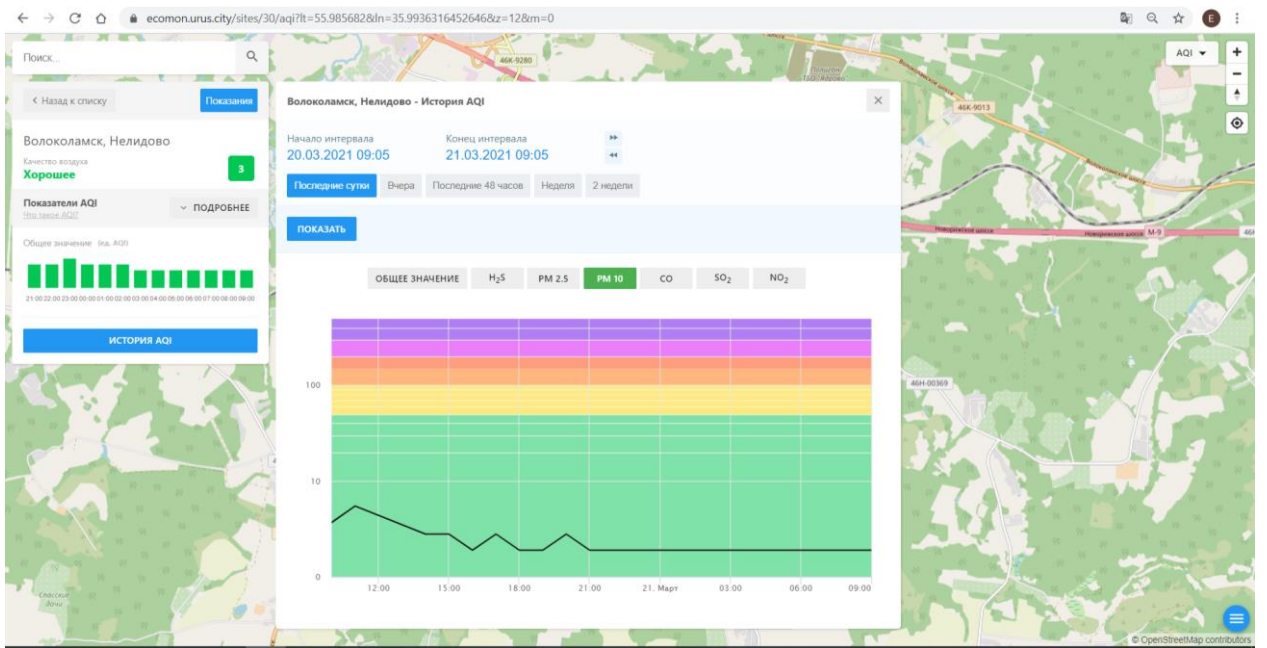 ecomon.urus.city/sites/30/aqi?lt=55.985682&ln=35.9936316452646&z=12&m=0
E
Поиск...
46K-9280
AQI
Назад к списку
Показания
Волоколамск, Нелидово - История AQI
46K-9013
Волоколамск, Нелидово
Качество воздуха
Хорошее
3
Начало интервала
Конец интервала
20.03.2021 09:05
21.03.2021 09:05
Последние сутки
Вчера
Последние 48 часов
Неделя
2 недели
Показатели AQI
Что такое AQI?
ПОДРОБНЕЕ
ПОКАЗАТЬ
Новорижское шоссе
Новорижское шоссе
M-9
Волоколамское шоссе
Общее значение (ед. AQI)
21:00 22:00 23:00 00:00 01:00 02:00 03:00 04:00 05:00 06:00 07:00 08:00 09:00
ИСТОРИЯ AQI
ОБЩЕЕ ЗНАЧЕНИЕ
H2S
PM 2.5
PM 10
CO
SO2
NO2
100
10
0
12:00
15:00
18:00
21:00
21. Март
03:00
06:00
09:00
46Н-00369
Спасские
дачи
© OpenStreetMap contributors